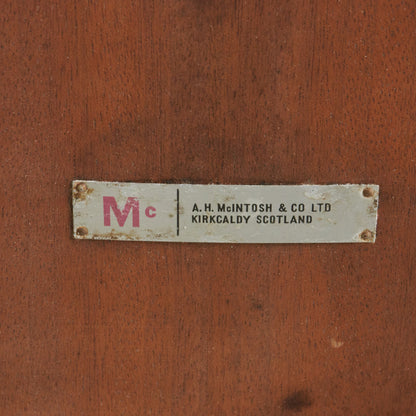 Mc
A. H. McINTOSH & CO LTD
KIRKCALDY SCOTLAND